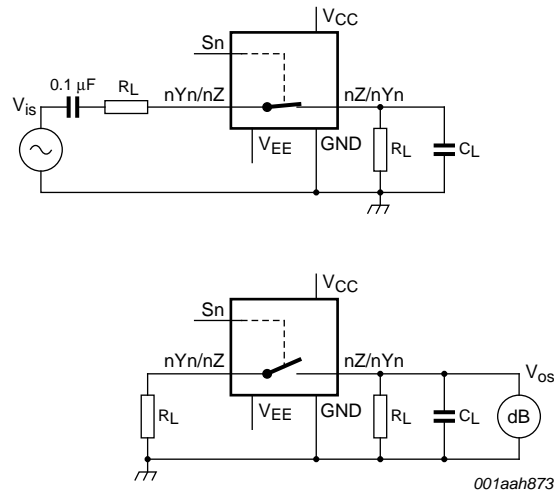 VCC
Sn
0.1 μF
RL
nYn/nZ
nZ/nYn
Vis
RL
CL
VEE
GND
VCC
Sn
nYn/nZ
nZ/nYn
Vos
RL
VEE
GND
RL
CL
dB
001aah873